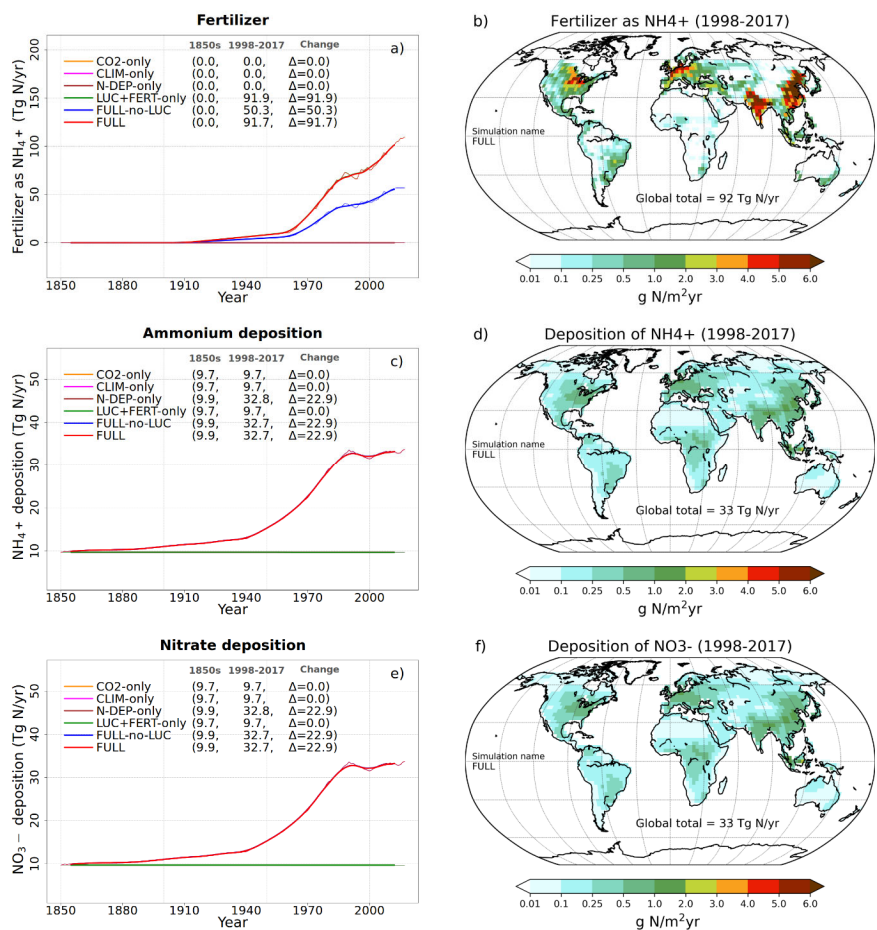 Fertilizer
1850s 1998-2017 Change
a)
CO2-only (0.0, 0.0, Δ=0.0)
CLIM-only (0.0, 0.0, Δ=0.0)
N-DEP-only (0.0, 0.0, Δ=0.0)
LUC+FERT-only (0.0, 91.9, Δ=91.9)
FULL-no-LUC (0.0, 50.3, Δ=50.3)
FULL (0.0, 91.7, Δ=91.7)
Fertilizer as NH4+ (Tg N/yr)
200
150
100
50
0
1850 1880 1910 1940 1970 2000
Year
b) Fertilizer as NH4+ (1998-2017)
Simulation name
FULL
Global total = 92 Tg N/yr
0.01 0.1 0.25 0.5 1.0 2.0 3.0 4.0 5.0 6.0
g N/m²yr
Ammonium deposition
1850s 1998-2017 Change
c)
CO2-only (9.7, 9.7, Δ=0.0)
CLIM-only (9.7, 9.7, Δ=0.0)
N-DEP-only (9.9, 32.8, Δ=22.9)
LUC+FERT-only (9.7, 9.7, Δ=0.0)
FULL-no-LUC (9.9, 32.7, Δ=22.9)
FULL (9.9, 32.7, Δ=22.9)
NH₄+ deposition (Tg N/yr)
50
40
30
20
10
1850 1880 1910 1940 1970 2000
Year
d) Deposition of NH4+ (1998-2017)
Simulation name
FULL
Global total = 33 Tg N/yr
0.01 0.1 0.25 0.5 1.0 2.0 3.0 4.0 5.0 6.0
g N/m²yr
Nitrate deposition
1850s 1998-2017 Change
e)
CO2-only (9.7, 9.7, Δ=0.0)
CLIM-only (9.7, 9.7, Δ=0.0)
N-DEP-only (9.9, 32.8, Δ=22.9)
LUC+FERT-only (9.7, 9.7, Δ=0.0)
FULL-no-LUC (9.9, 32.7, Δ=22.9)
FULL (9.9, 32.7, Δ=22.9)
NO₃− deposition (Tg N/yr)
50
40
30
20
10
1850 1880 1910 1940 1970 2000
Year
f) Deposition of NO3- (1998-2017)
Simulation name
FULL
Global total = 33 Tg N/yr
0.01 0.1 0.25 0.5 1.0 2.0 3.0 4.0 5.0 6.0
g N/m²yr